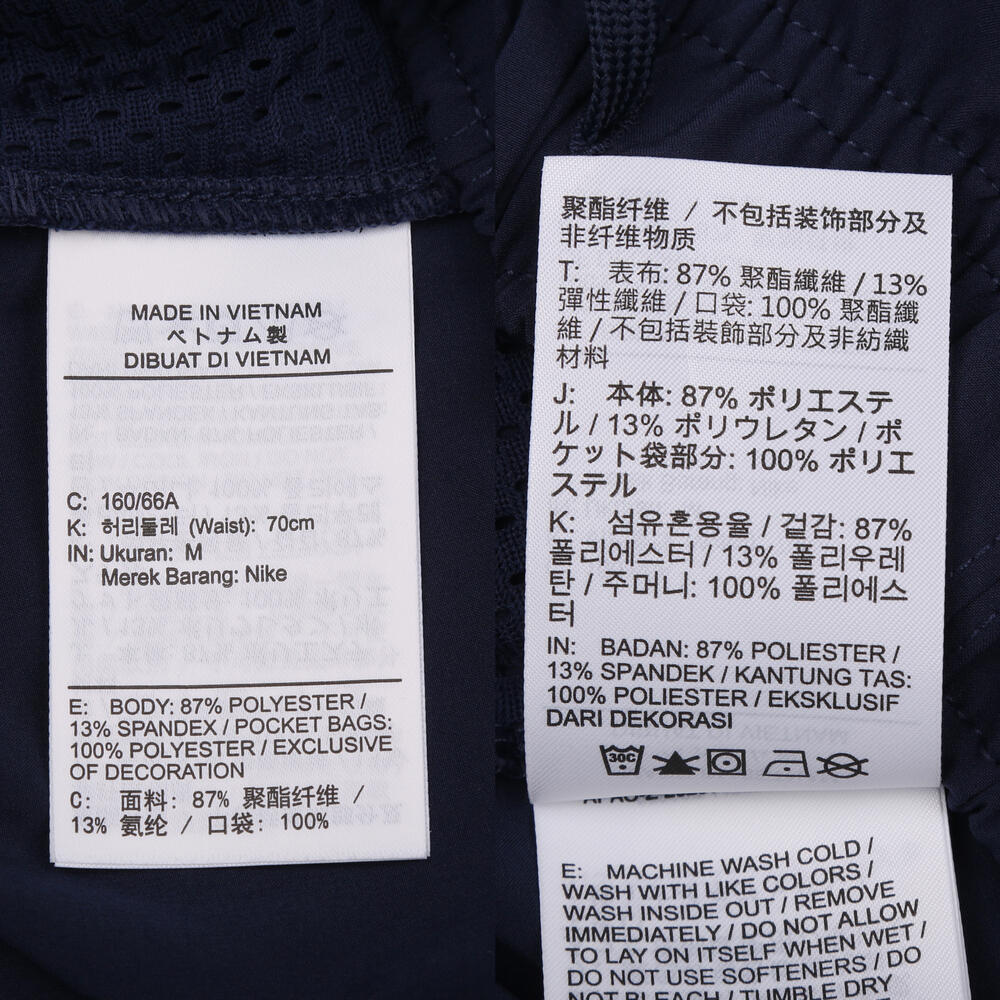 MADE IN VIETNAM
ベトナム製
DIBUAT DI VIETNAM
C: 160/66A
K: 허리둘레 (Waist): 70cm
IN: Ukuran: M
Merek Barang: Nike
E: BODY: 87% POLYESTER /
13% SPANDEX / POCKET BAGS:
100% POLYESTER / EXCLUSIVE
OF DECORATION
C: 面料: 87% 聚酯纤维 /
13% 氨纶 / 口袋: 100%
聚酯纤维 / 不包括装饰部分及
非纤维物质
T: 表布: 87% 聚酯纖維 / 13%
彈性纖維 / 口袋: 100% 聚酯纖
維 / 不包括裝飾部分及非紡織
材料
J: 本体: 87% ポリエステ
ル / 13% ポリウレタン / ポ
ケット袋部分: 100% ポリエ
ステル
K: 섬유혼용율 / 겉감: 87%
폴리에스터 / 13% 폴리우레
탄 / 주머니: 100% 폴리에스
터
IN: BADAN: 87% POLIESTER /
13% SPANDEK / KANTUNG TAS:
100% POLIESTER / EKSKLUSIF
DARI DEKORASI
30C
E: MACHINE WASH COLD /
WASH WITH LIKE COLORS /
WASH INSIDE OUT / REMOVE
IMMEDIATELY / DO NOT ALLOW
TO LAY ON ITSELF WHEN WET /
DO NOT USE SOFTENERS / DO
NOT BLEACH / TUMBLE DRY